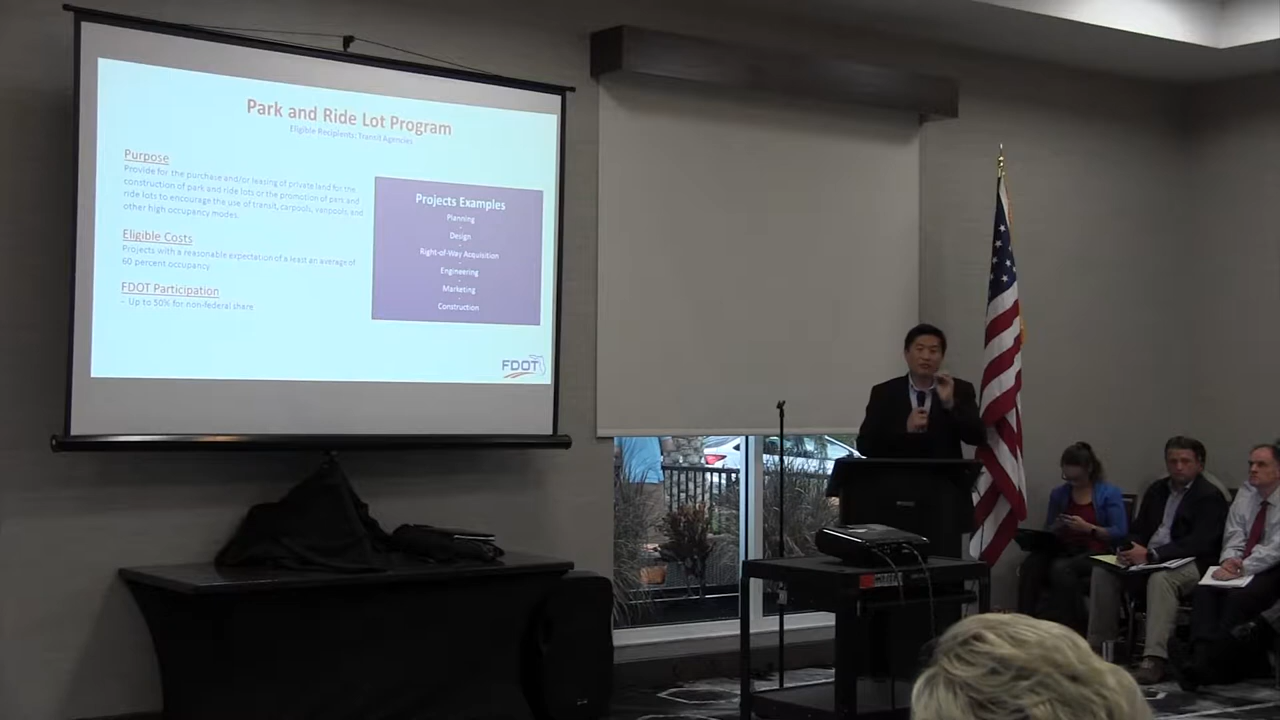 Park and Ride Lot Program
Eligible Recipients: Transit Agencies
Purpose
Provide for the purchase and/or leasing of private land for the
construction of park and ride lots or the promotion of park and
ride lots to encourage the use of transit, carpools, vanpools, and
other high occupancy modes.
Eligible Costs
Projects with a reasonable expectation of a least an average of
60 percent occupancy
FDOT Participation
- Up to 50% for non-federal share
Projects Examples
Planning
-
Design
-
Right-of-Way Acquisition
-
Engineering
-
Marketing
-
Construction
FDOT